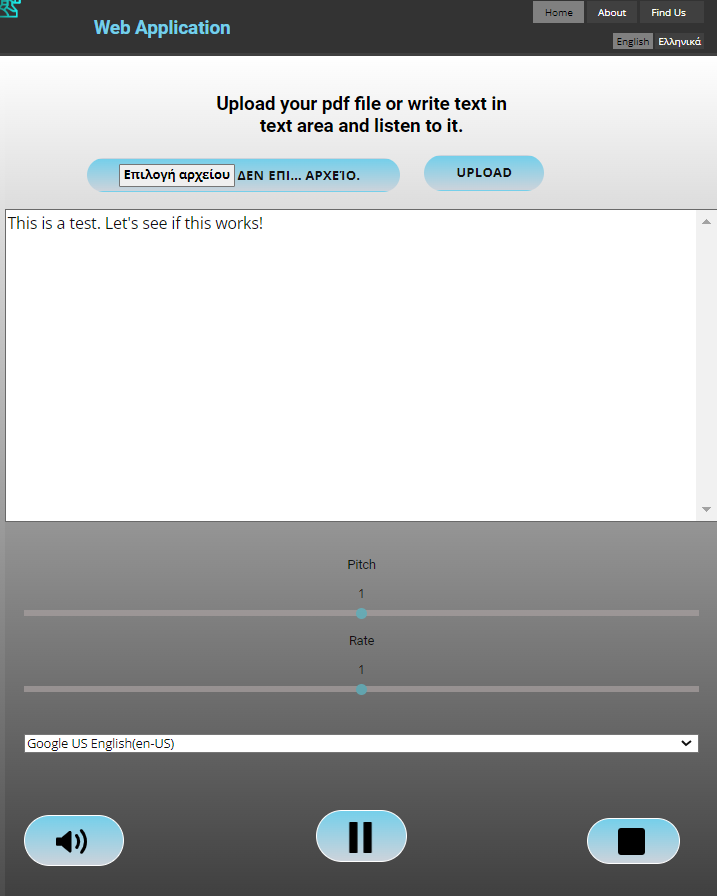 Web Application
Home About Find Us
English Ελληνικά
Upload your pdf file or write text in
text area and listen to it.
Επιλογή αρχείου ΔΕΝ ΕΠΙ... ΑΡΧΕΊΟ. UPLOAD
This is a test. Let's see if this works!
Pitch
1
Rate
1
Google US English(en-US)